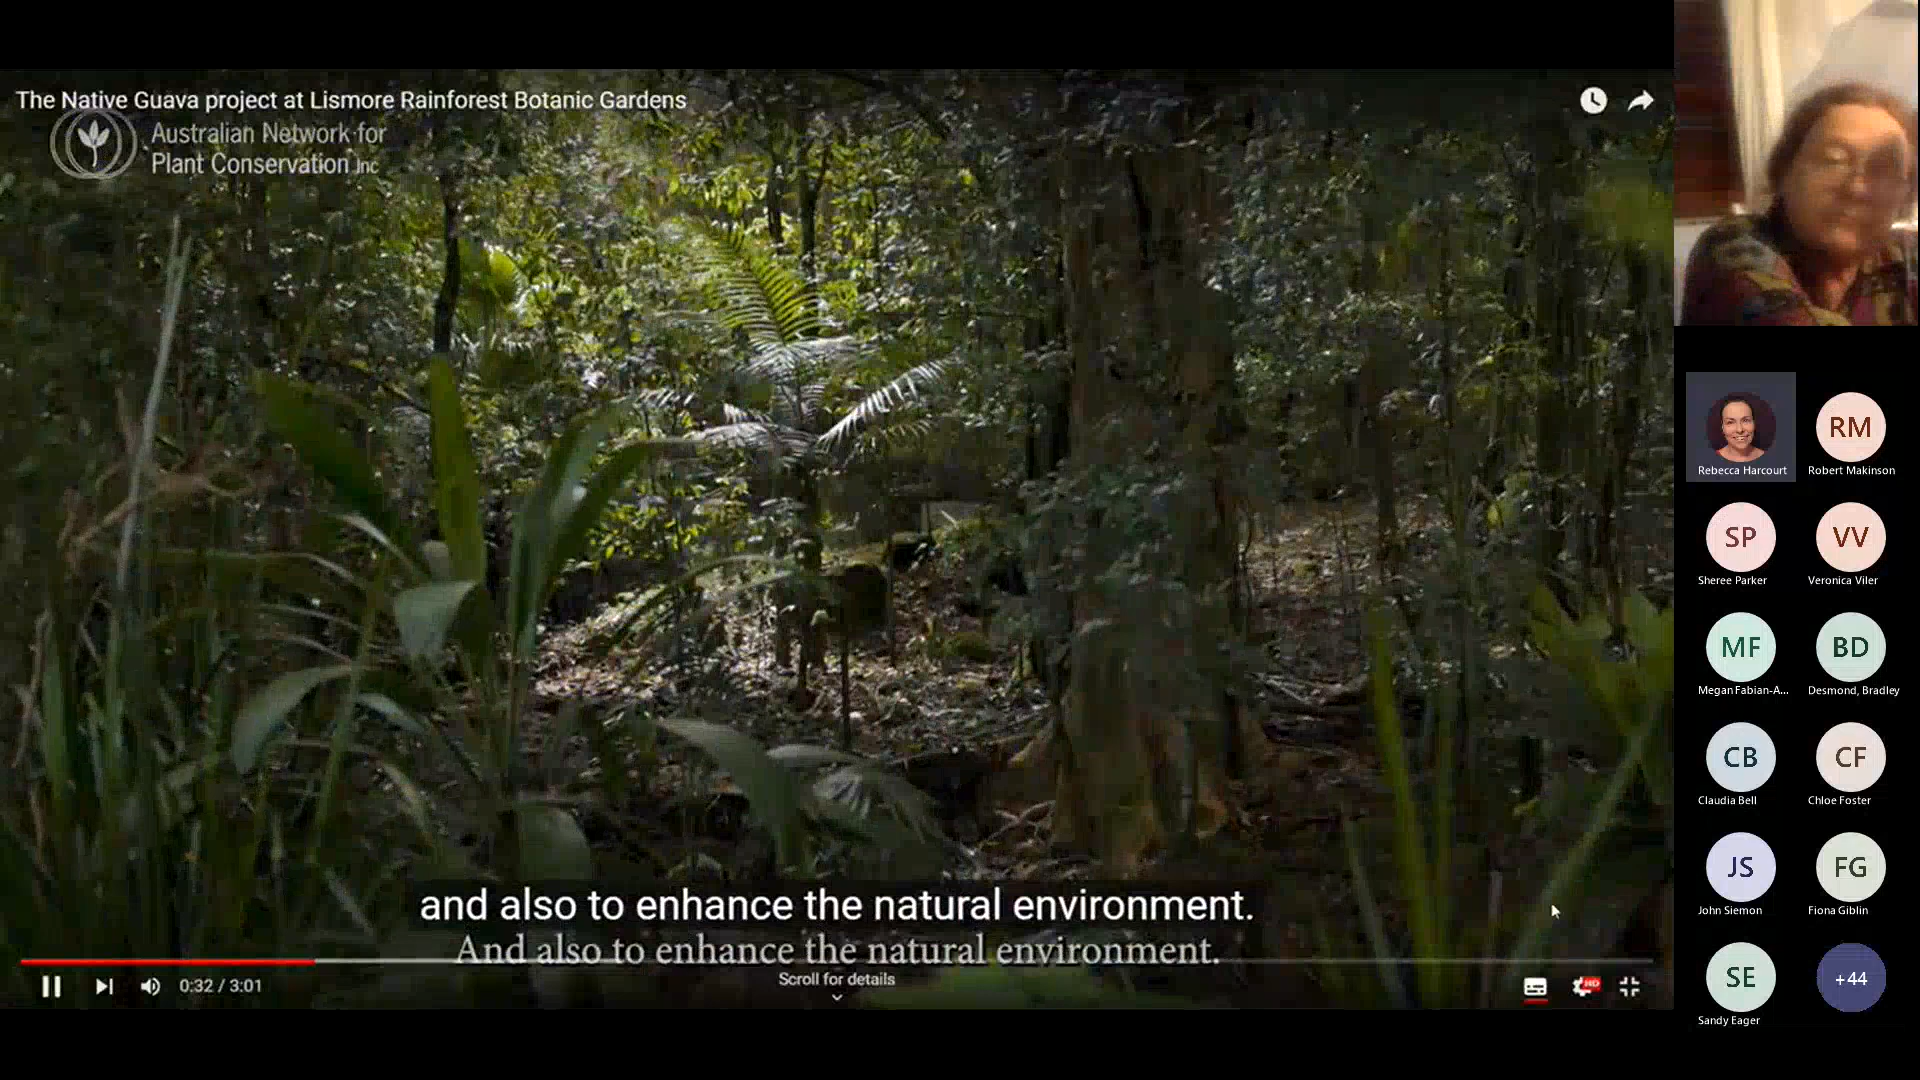 The Native Guava project at Lismore Rainforest Botanic Gardens
Australian Network for
Plant Conservation Inc
and also to enhance the natural environment.
And also to enhance the natural environment.
Scroll for details
0:32 / 3:01
HD
Rebecca Harcourt
RM
Robert Makinson
SP
Sheree Parker
VV
Veronica Viler
MF
Megan Fabian-A...
BD
Desmond, Bradley
CB
Claudia Bell
CF
Chloe Foster
JS
John Siemon
FG
Fiona Giblin
SE
Sandy Eager
+44